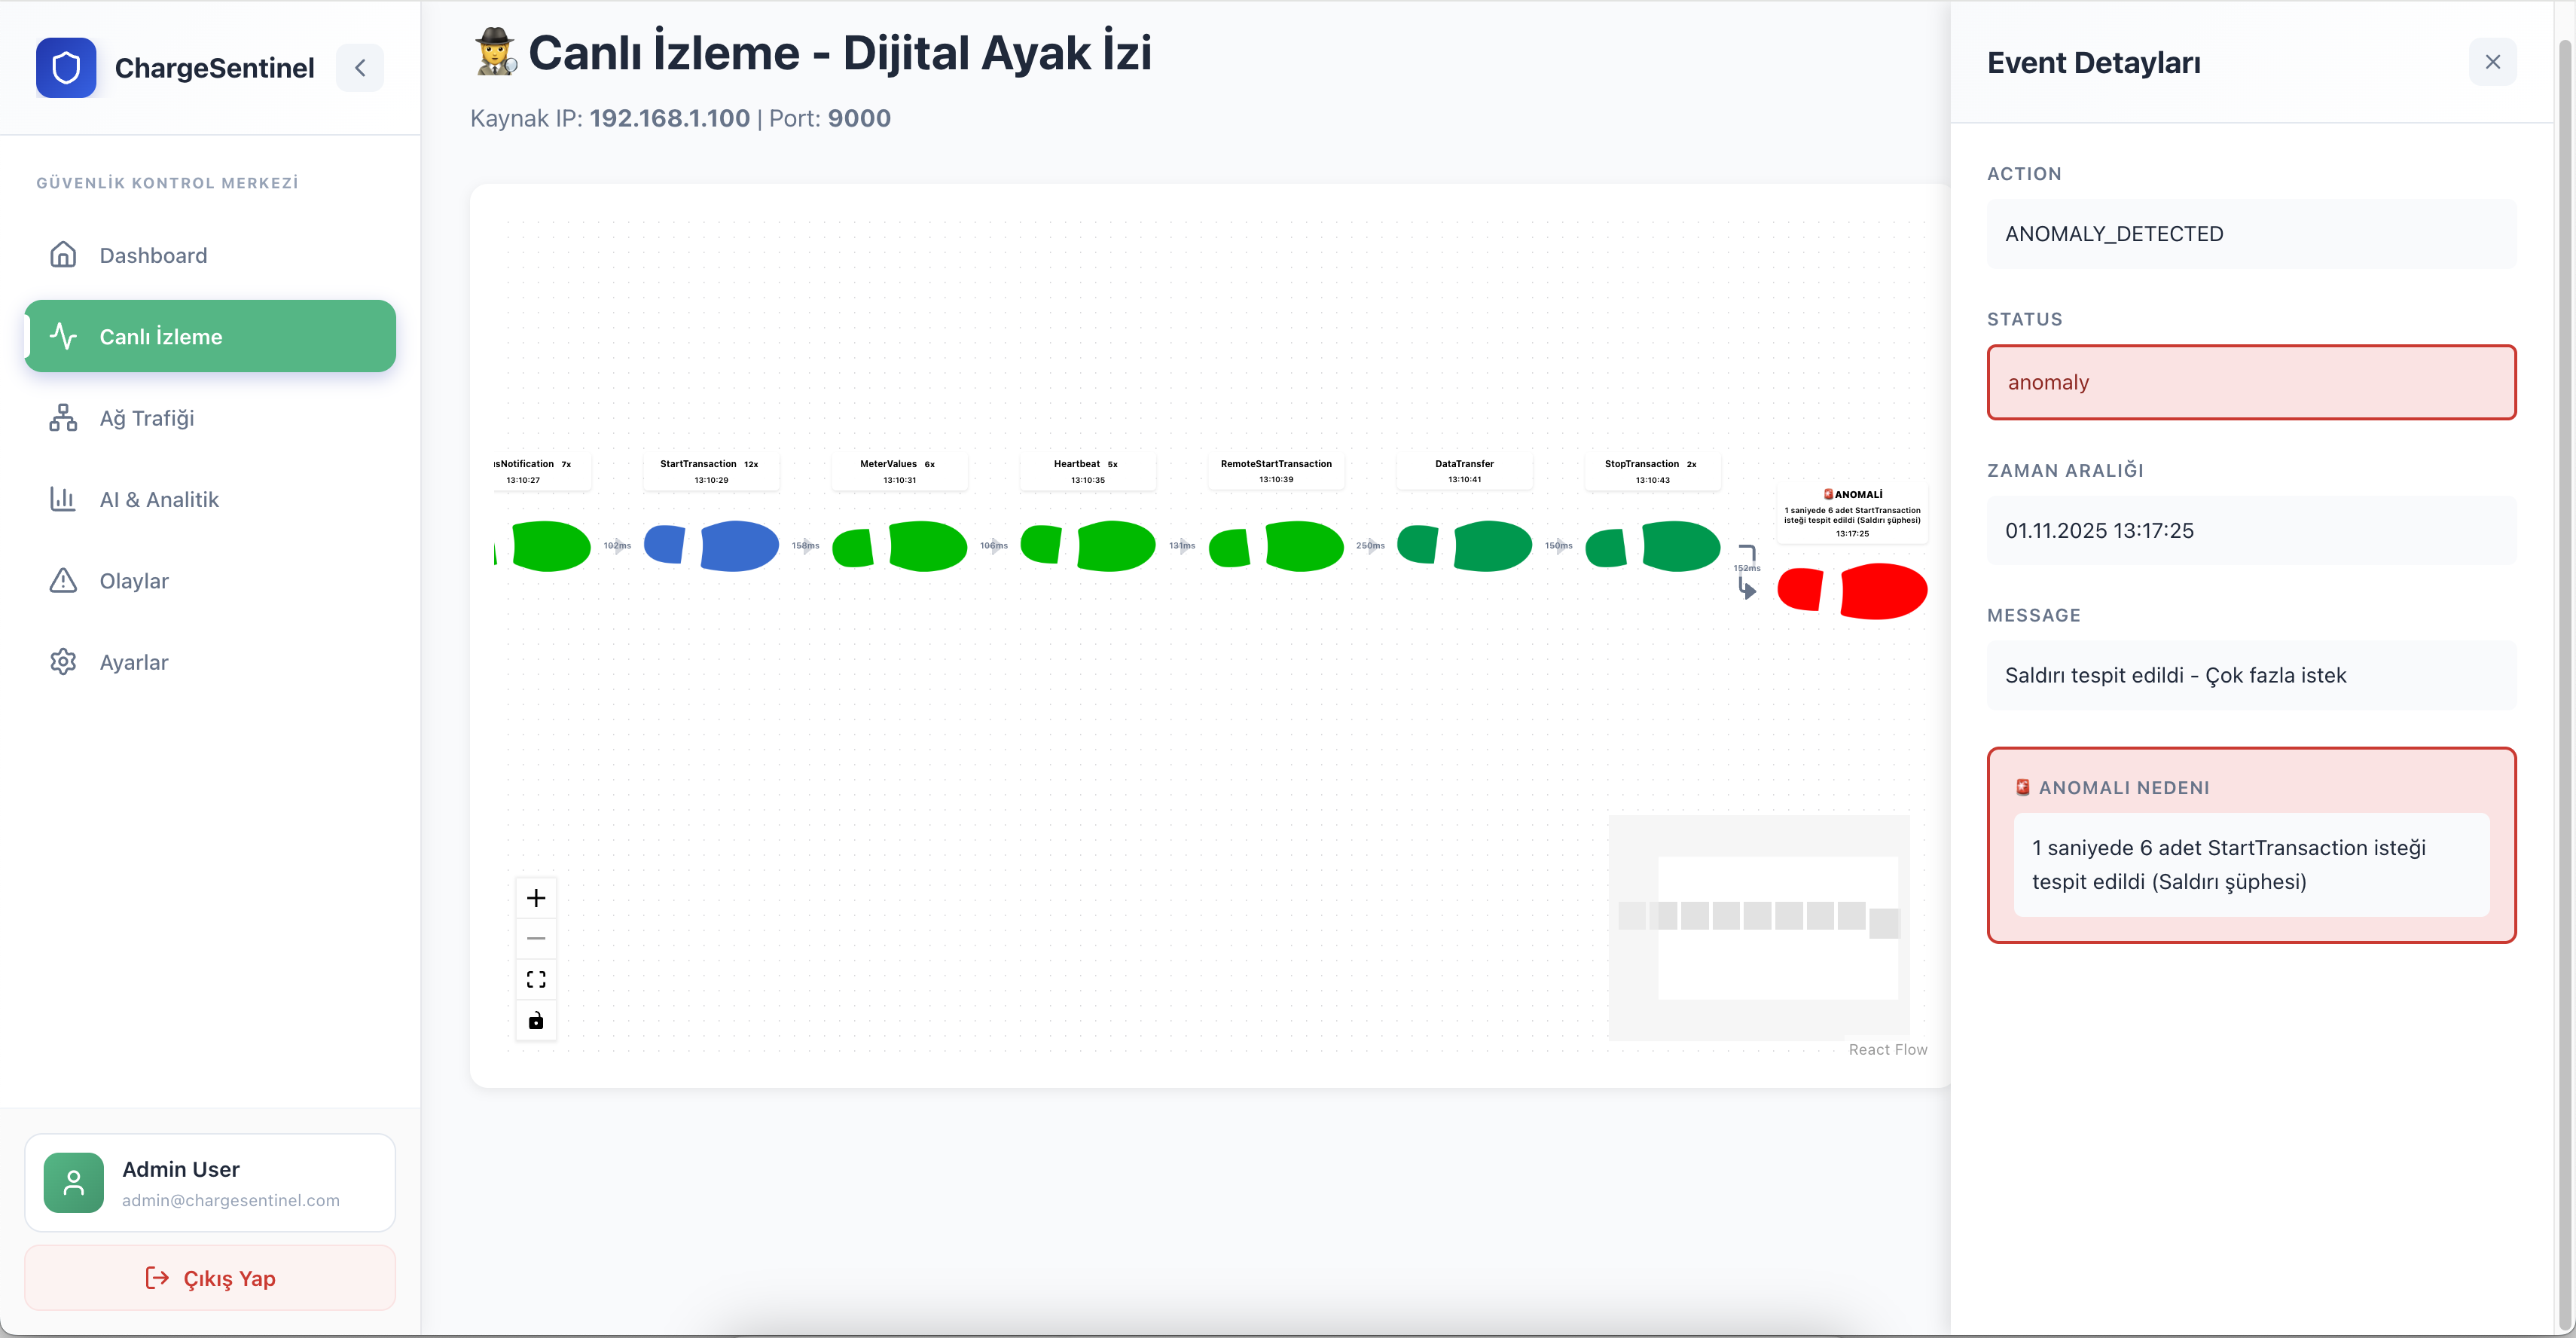 ChargeSentinel
GÜVENLİK KONTROL MERKEZİ
Dashboard
Canlı İzleme
Ağ Trafiği
AI & Analitik
Olaylar
Ayarlar
Admin User
admin@chargesentinel.com
Çıkış Yap
Canlı İzleme - Dijital Ayak İzi
Kaynak IP: 192.168.1.100 | Port: 9000
sNotification 7x
13:10:27
102ms
StartTransaction 12x
13:10:29
158ms
MeterValues 6x
13:10:31
106ms
Heartbeat 5x
13:10:35
131ms
RemoteStartTransaction
13:10:39
250ms
DataTransfer
13:10:41
150ms
StopTransaction 2x
13:10:43
152ms
ANOMALİ
1 saniyede 6 adet StartTransaction
isteği tespit edildi (Saldırı şüphesi)
13:17:25
React Flow
Event Detayları
ACTION
ANOMALY_DETECTED
STATUS
anomaly
ZAMAN ARALIĞI
01.11.2025 13:17:25
MESSAGE
Saldırı tespit edildi - Çok fazla istek
ANOMALI NEDENI
1 saniyede 6 adet StartTransaction isteği
tespit edildi (Saldırı şüphesi)